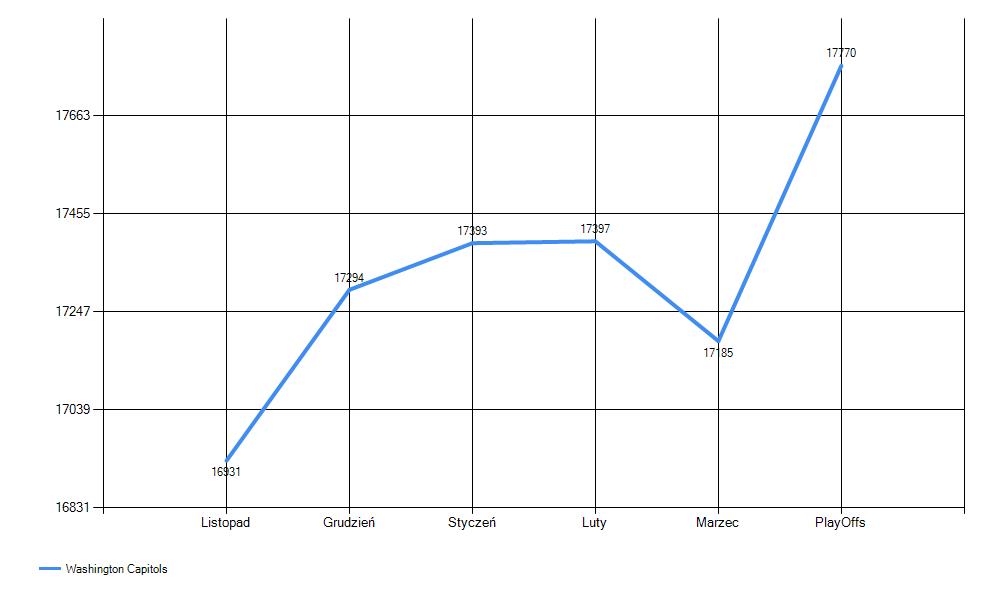 17770
17663
17455
17393
17397
17294
17247
17185
17039
16931
16831
Listopad
Grudzień
Styczeń
Luty
Marzec
PlayOffs
Washington Capitols